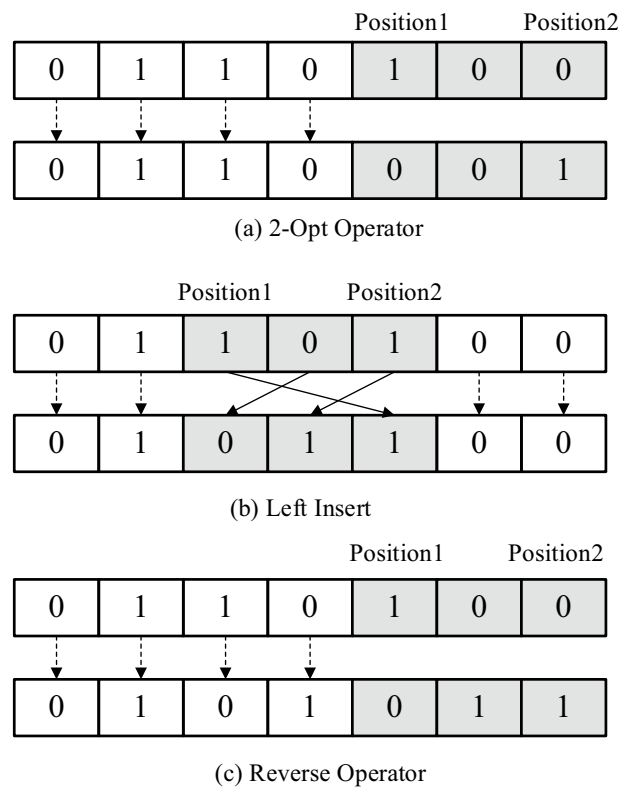 Position1 Position2
0 1 1 0 1 0 0
0 1 1 0 0 0 1
(a) 2-Opt Operator
Position1 Position2
0 1 1 0 1 0 0
0 1 0 1 1 0 0
(b) Left Insert
Position1 Position2
0 1 1 0 1 0 0
0 1 0 1 0 1 1
(c) Reverse Operator